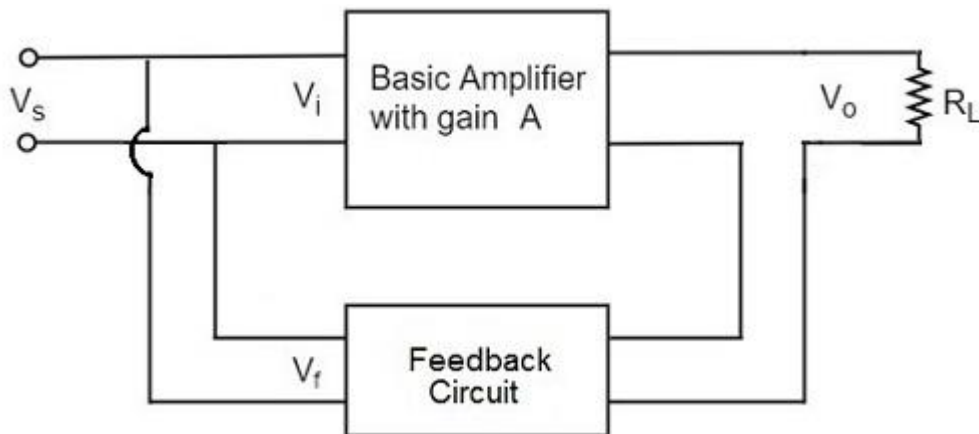 Basic Amplifier
with gain A
Vs
Vi
Vo
RL
Vf
Feedback
Circuit